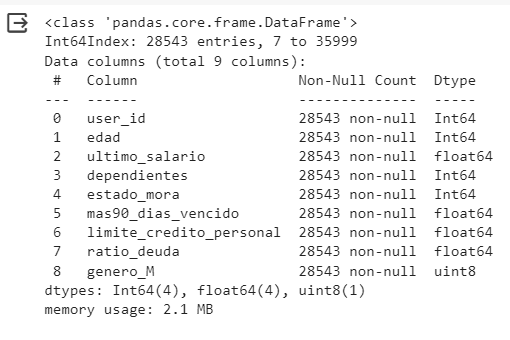 <class 'pandas.core.frame.DataFrame'>
Int64Index: 28543 entries, 7 to 35999
Data columns (total 9 columns):
 #   Column                   Non-Null Count  Dtype
---  ------                   --------------  -----
 0   user_id                  28543 non-null  Int64
 1   edad                     28543 non-null  Int64
 2   ultimo_salario           28543 non-null  float64
 3   dependientes             28543 non-null  Int64
 4   estado_mora              28543 non-null  Int64
 5   mas90_dias_vencido       28543 non-null  float64
 6   limite_credito_personal  28543 non-null  float64
 7   ratio_deuda              28543 non-null  float64
 8   genero_M                 28543 non-null  uint8
dtypes: Int64(4), float64(4), uint8(1)
memory usage: 2.1 MB